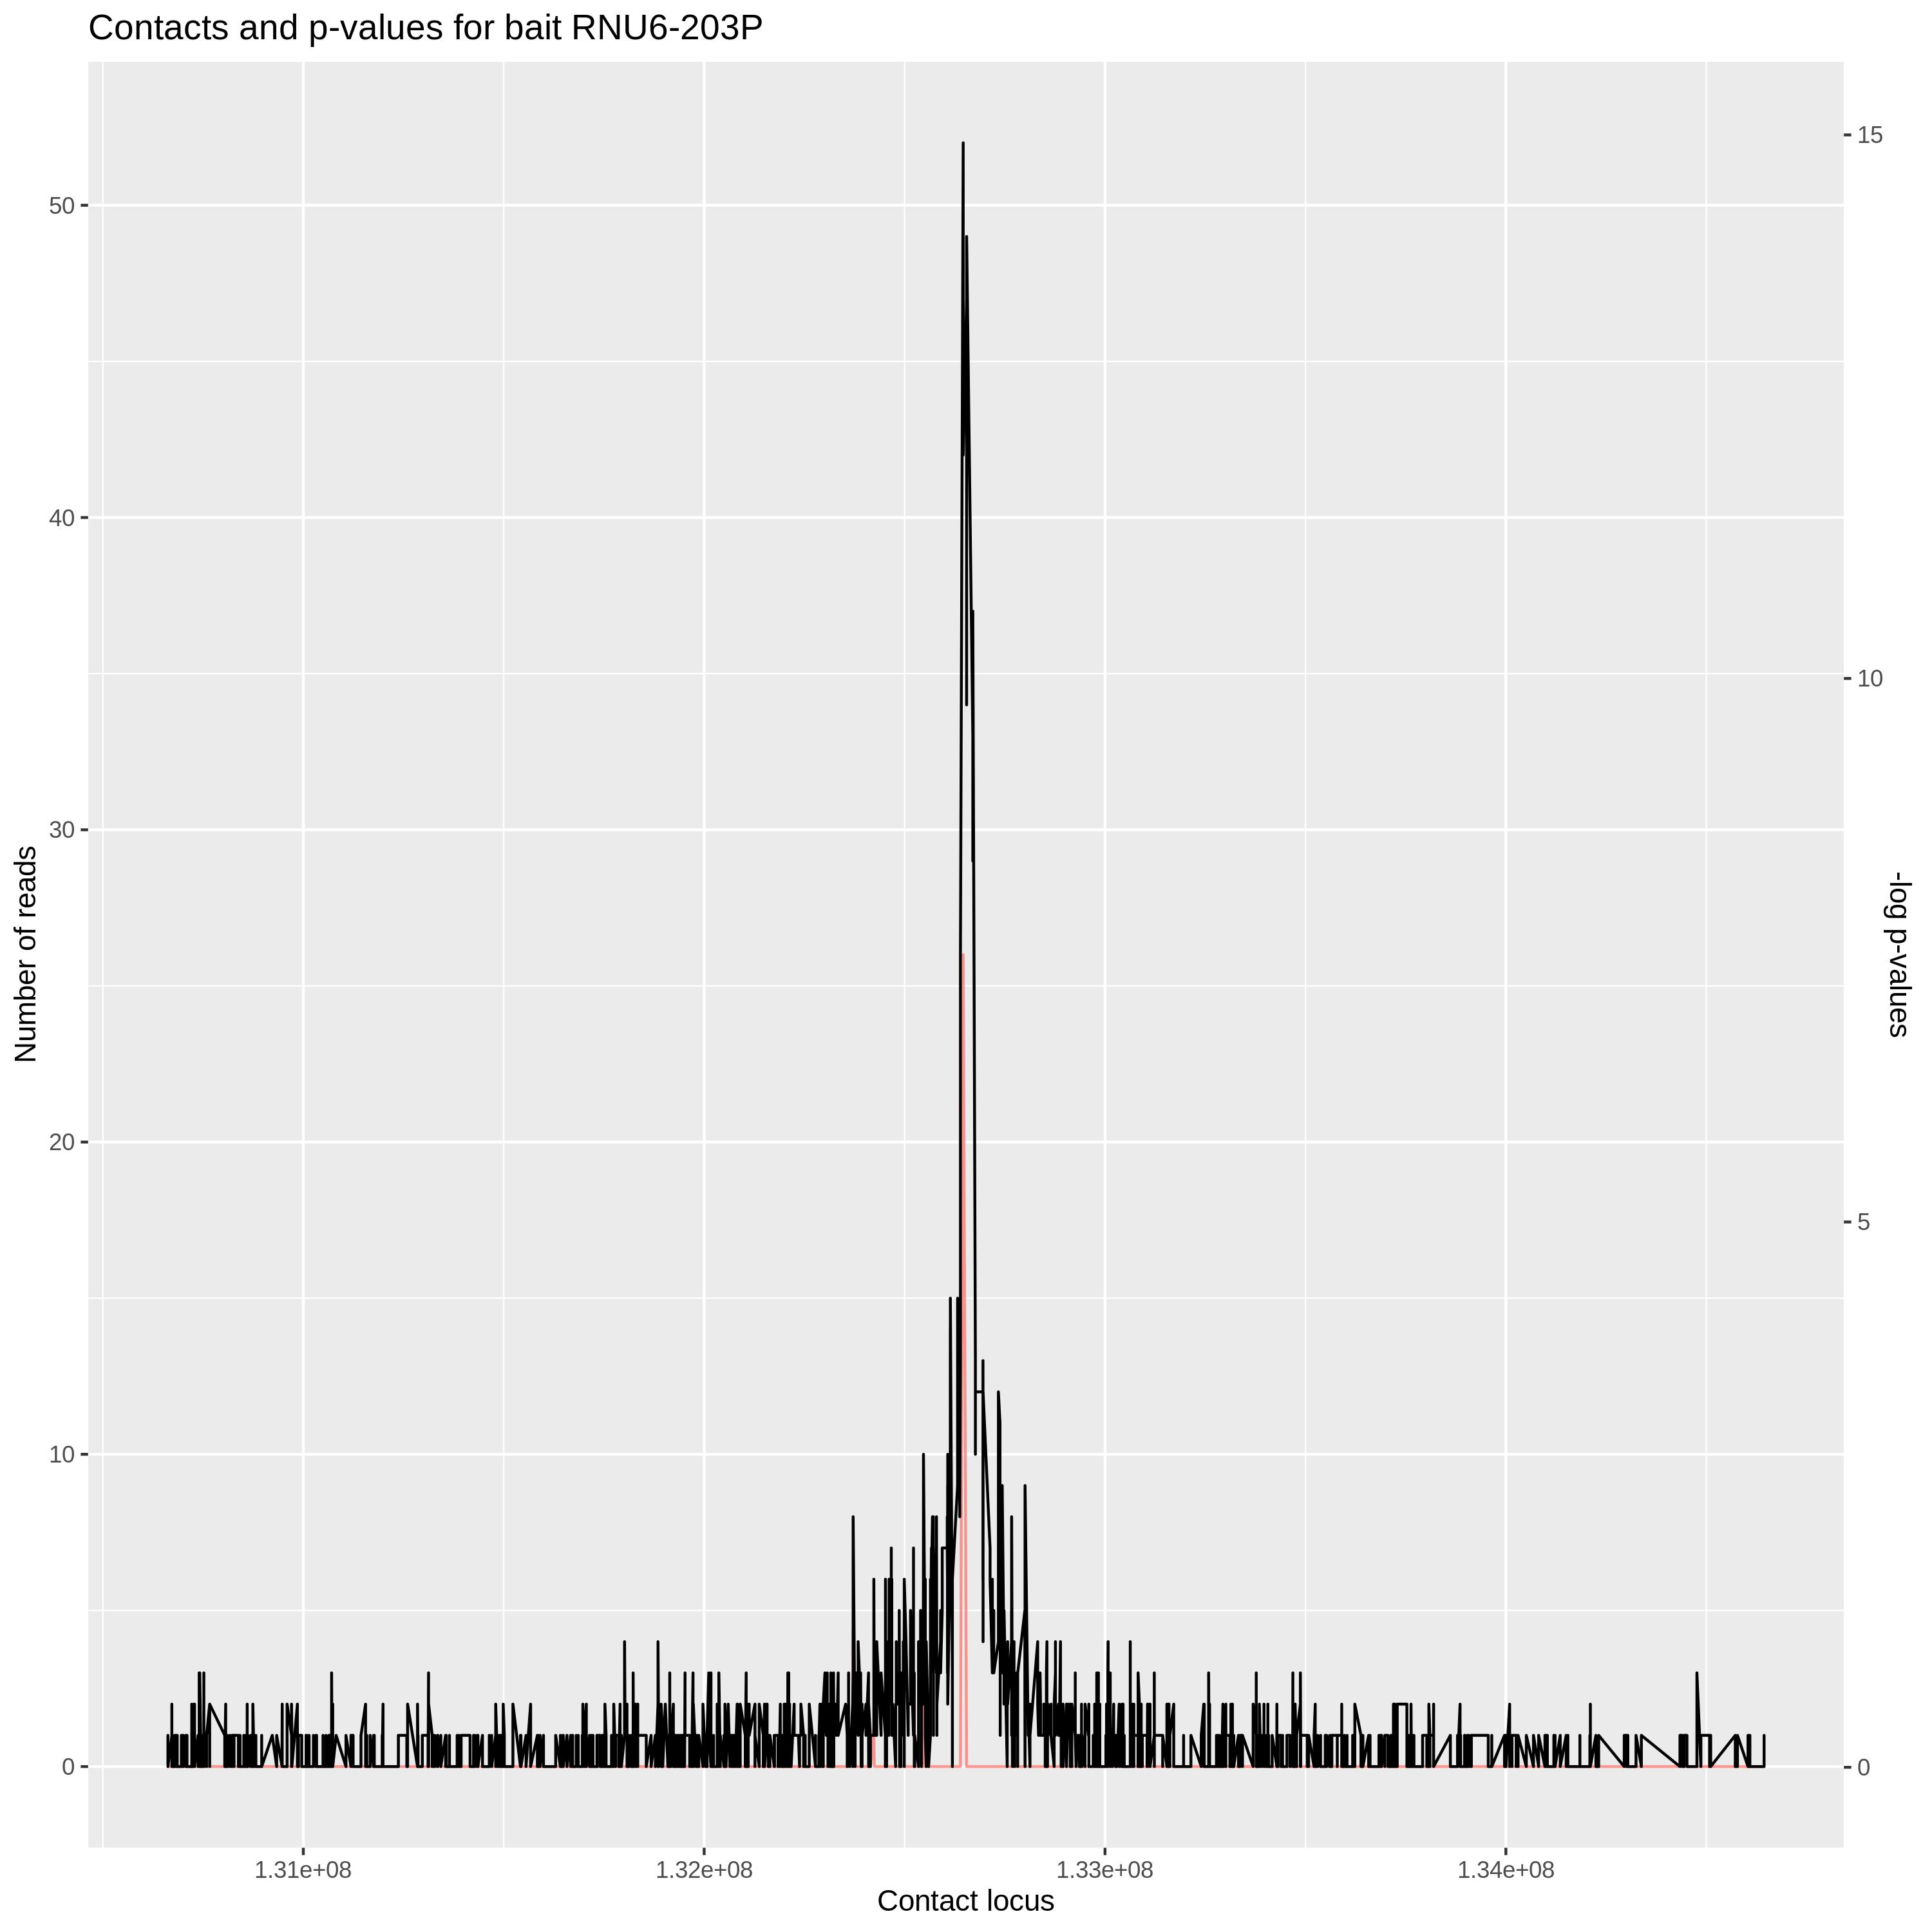 Contacts and p-values for bait RNU6-203P
50
40
30
20
10
0
Number of reads
15
10
5
0
-log p-values
1.31e+08
1.32e+08
1.33e+08
1.34e+08
Contact locus